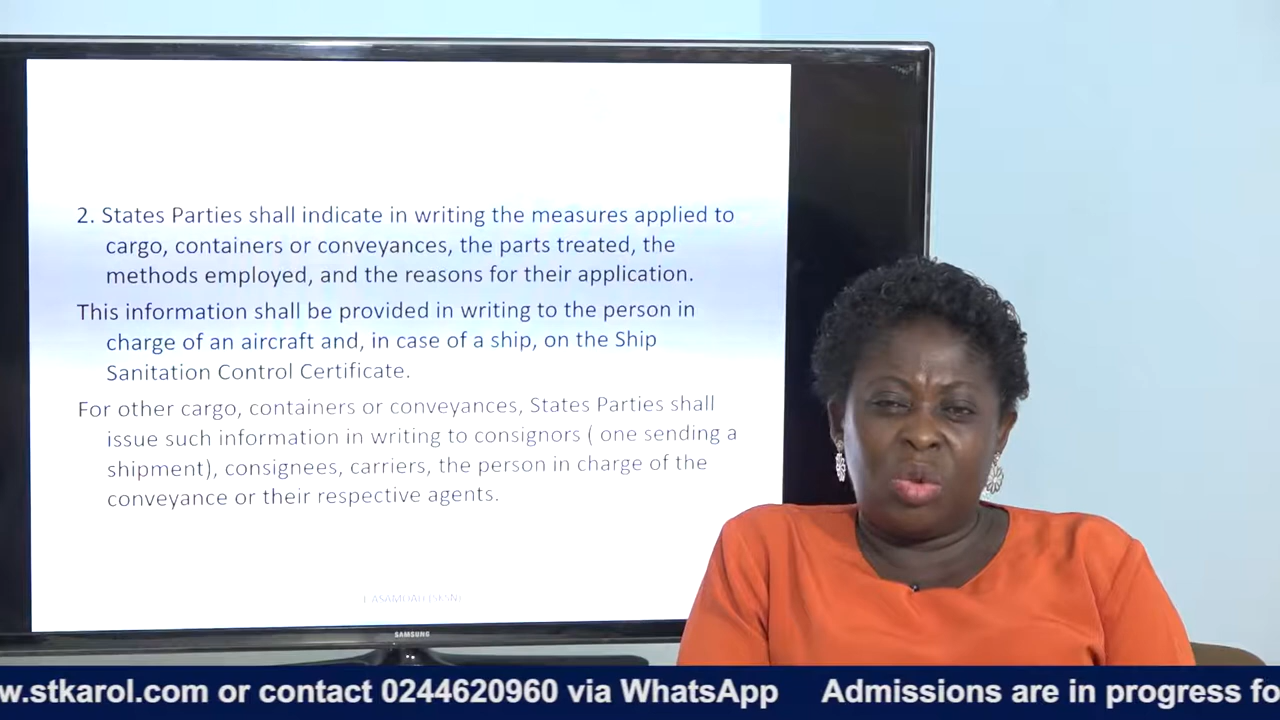 2. States Parties shall indicate in writing the measures applied to
cargo, containers or conveyances, the parts treated, the
methods employed, and the reasons for their application.
This information shall be provided in writing to the person in
charge of an aircraft and, in case of a ship, on the Ship
Sanitation Control Certificate.
For other cargo, containers or conveyances, States Parties shall
issue such information in writing to consignors ( one sending a
shipment), consignees, carriers, the person in charge of the
conveyance or their respective agents.
SAMSUNG
w.stkarol.com or contact 0244620960 via WhatsApp Admissions are in progress fo